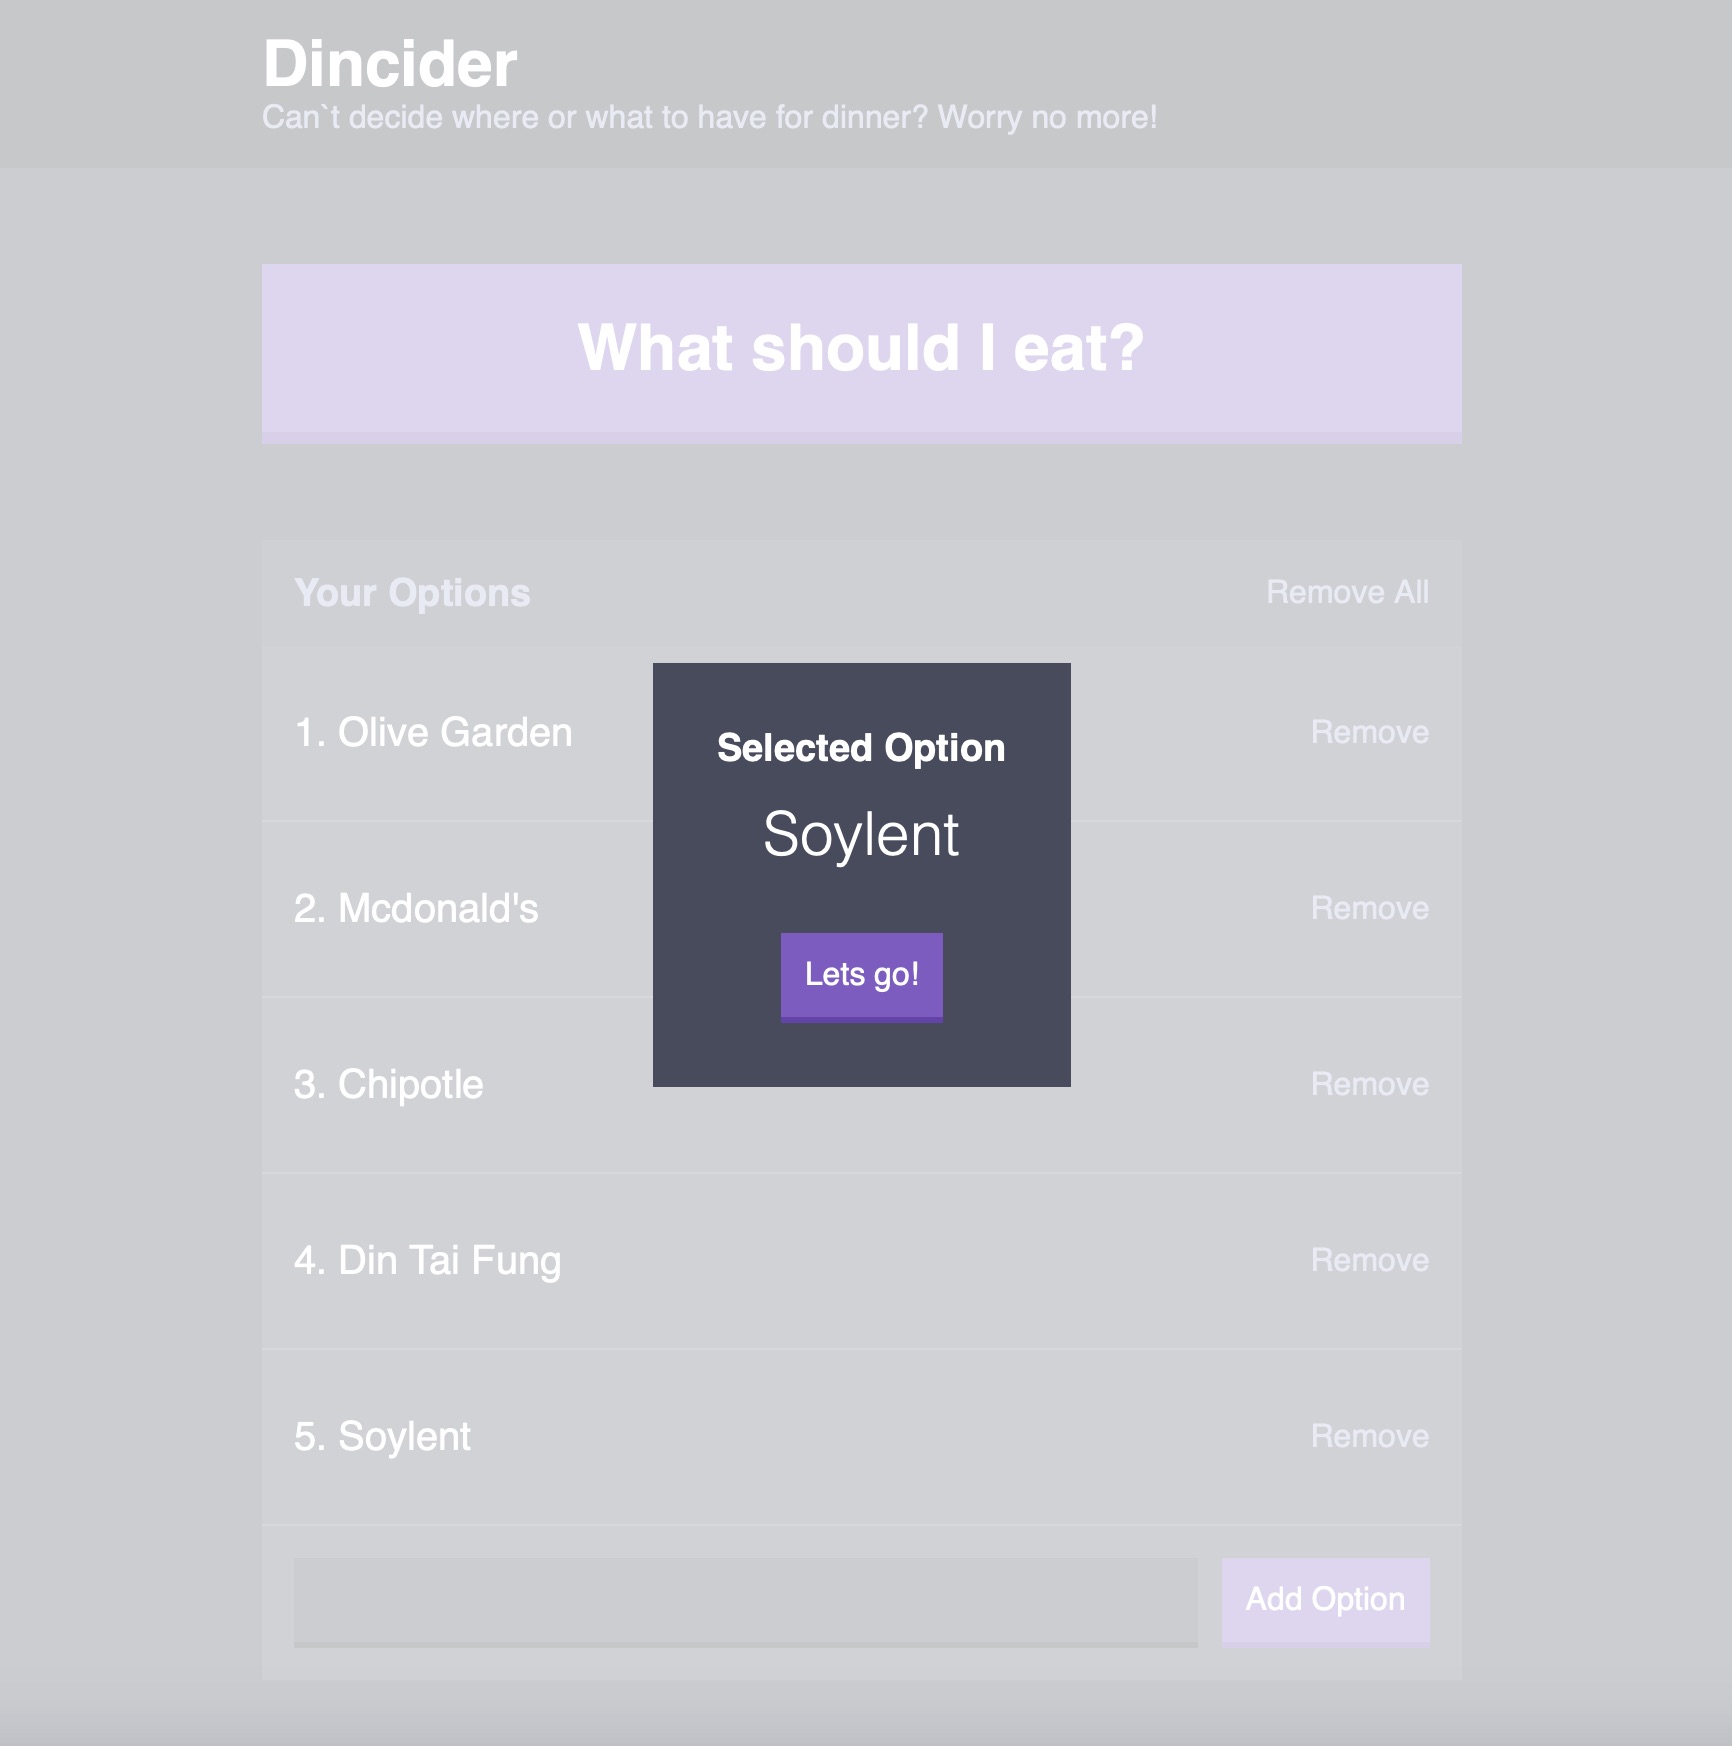 Dincider
Can`t decide where or what to have for dinner? Worry no more!
What should I eat?
Your Options
Remove All
1. Olive Garden
Remove
Selected Option
Soylent
Lets go!
2. Mcdonald's
Remove
3. Chipotle
Remove
4. Din Tai Fung
Remove
5. Soylent
Remove
Add Option